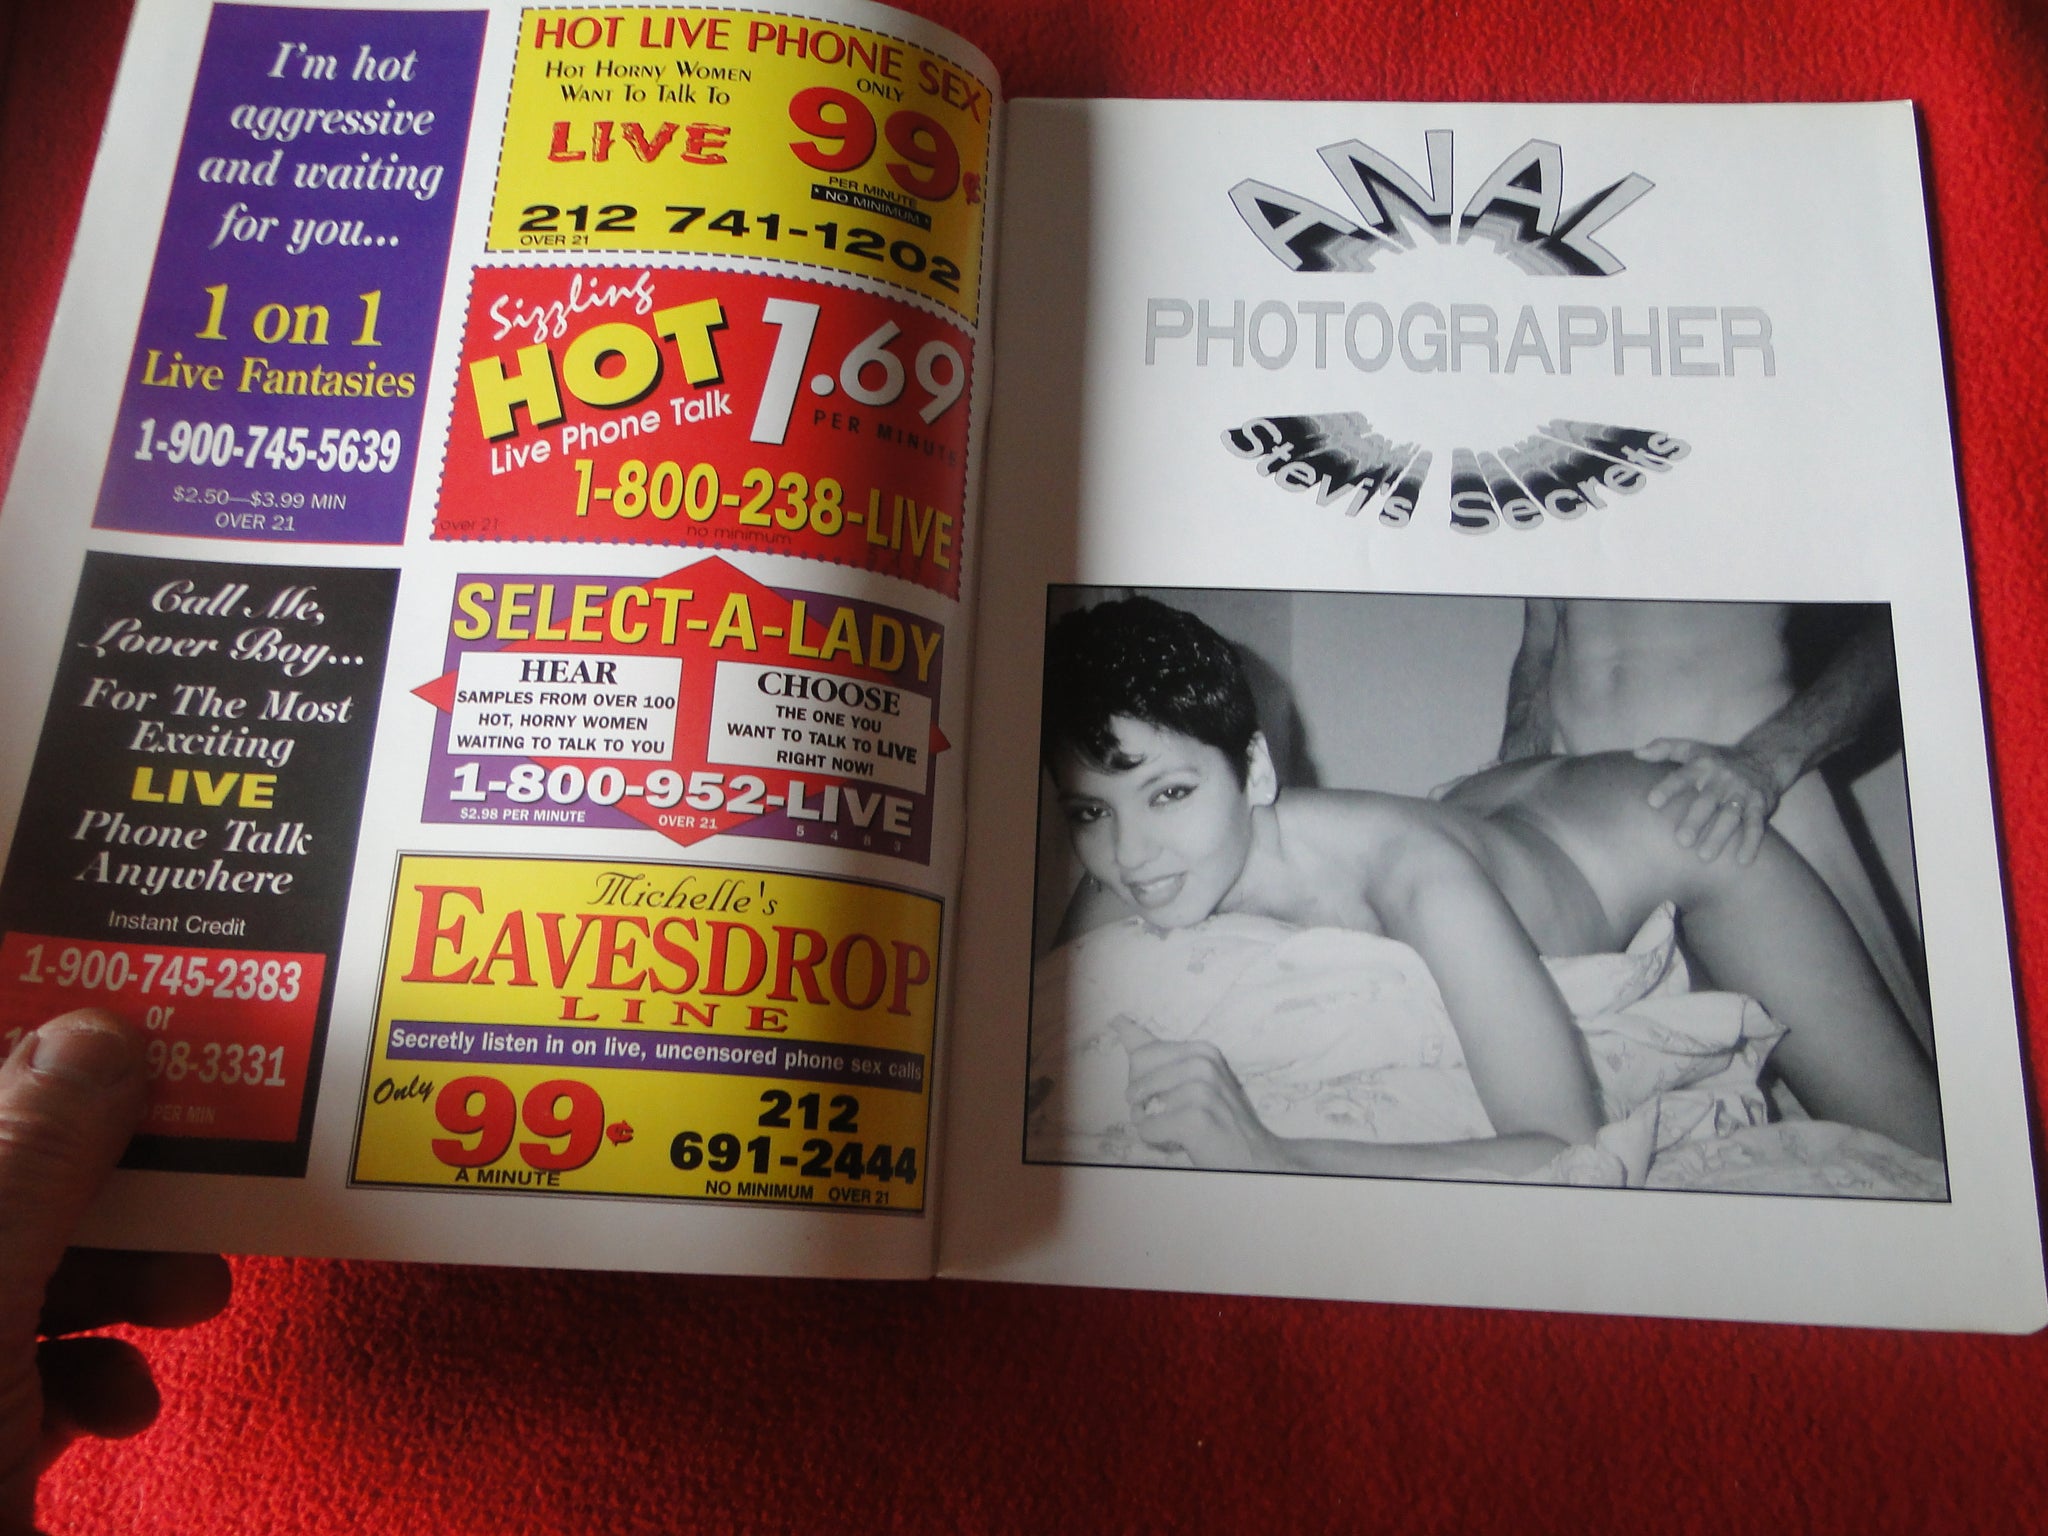 I'm hot
aggressive
and waiting
for you...
1 on 1
Live Fantasies
1-900-745-5639
$2.50—$3.99 MIN
OVER 21
Call Me,
Lover Boy...
For The Most
Exciting
LIVE
Phone Talk
Anywhere
Instant Credit
1-900-745-2383
or
98-3331
PER MIN
HOT LIVE PHONE SEX
HOT HORNY WOMEN
WANT TO TALK TO
LIVE
ONLY
99¢
PER MINUTE
* NO MINIMUM *
212 741-1202
OVER 21
Sizzling
HOT
Live Phone Talk
1.69
PER MINUTE
1-800-238-LIVE
over 21
no minimum
SELECT-A-LADY
HEAR
SAMPLES FROM OVER 100
HOT, HORNY WOMEN
WAITING TO TALK TO YOU
CHOOSE
THE ONE YOU
WANT TO TALK TO LIVE
RIGHT NOW!
1-800-952-LIVE
5 4 8 3
$2.98 PER MINUTE
OVER 21
Michelle's
EAVESDROP
LINE
Secretly listen in on live, uncensored phone sex calls
Only
99¢
A MINUTE
212
691-2444
NO MINIMUM OVER 21
ANAL
PHOTOGRAPHER
Stevi's Secrets